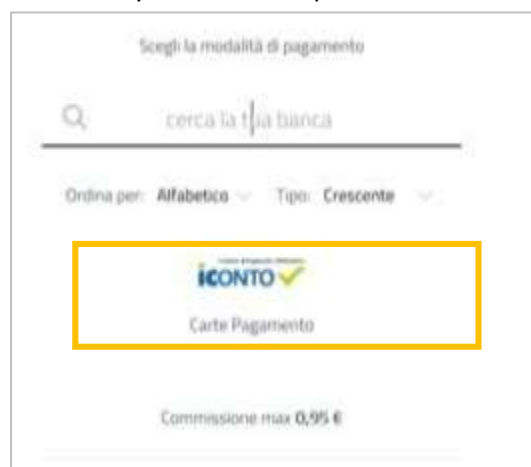 Scegli la modalità di pagamento
cerca la tua banca
Ordina per: Alfabetico Tipo: Crescente
iCONTO
Carte Pagamento
Commissione max 0,95 €